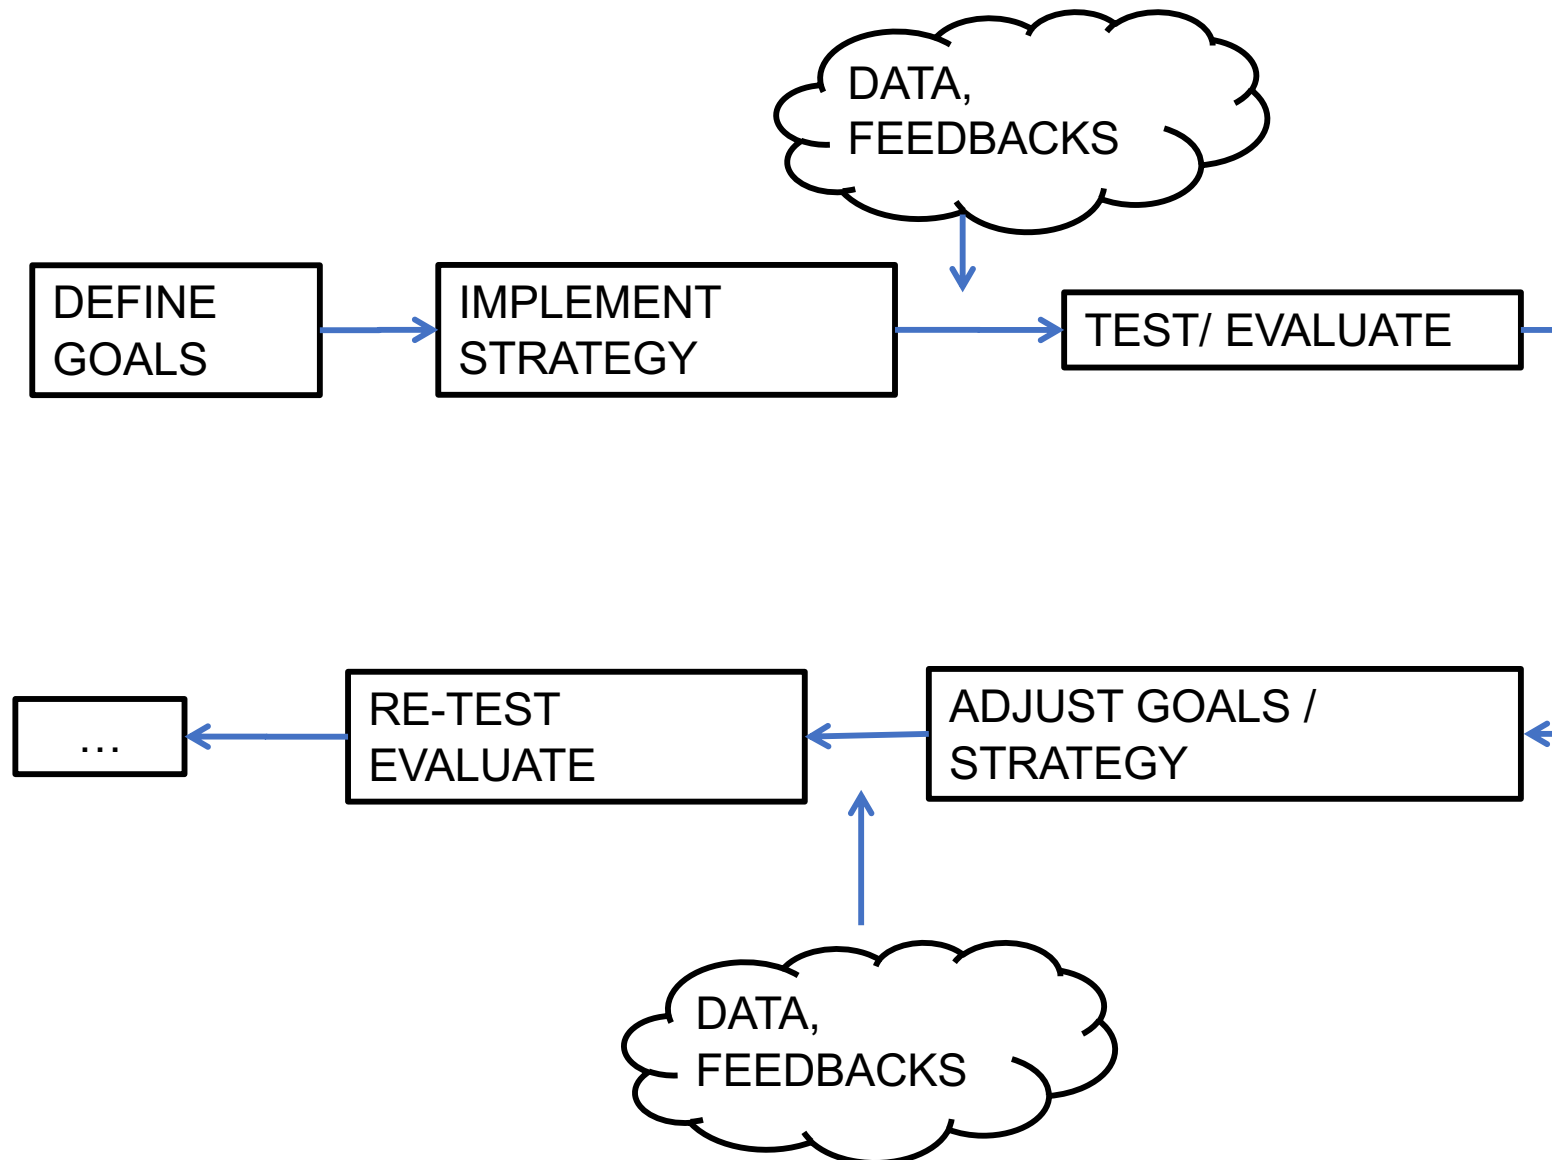 DATA,
FEEDBACKS
DEFINE
GOALS
IMPLEMENT
STRATEGY
TEST/ EVALUATE
ADJUST GOALS /
STRATEGY
RE-TEST
EVALUATE
...
DATA,
FEEDBACKS